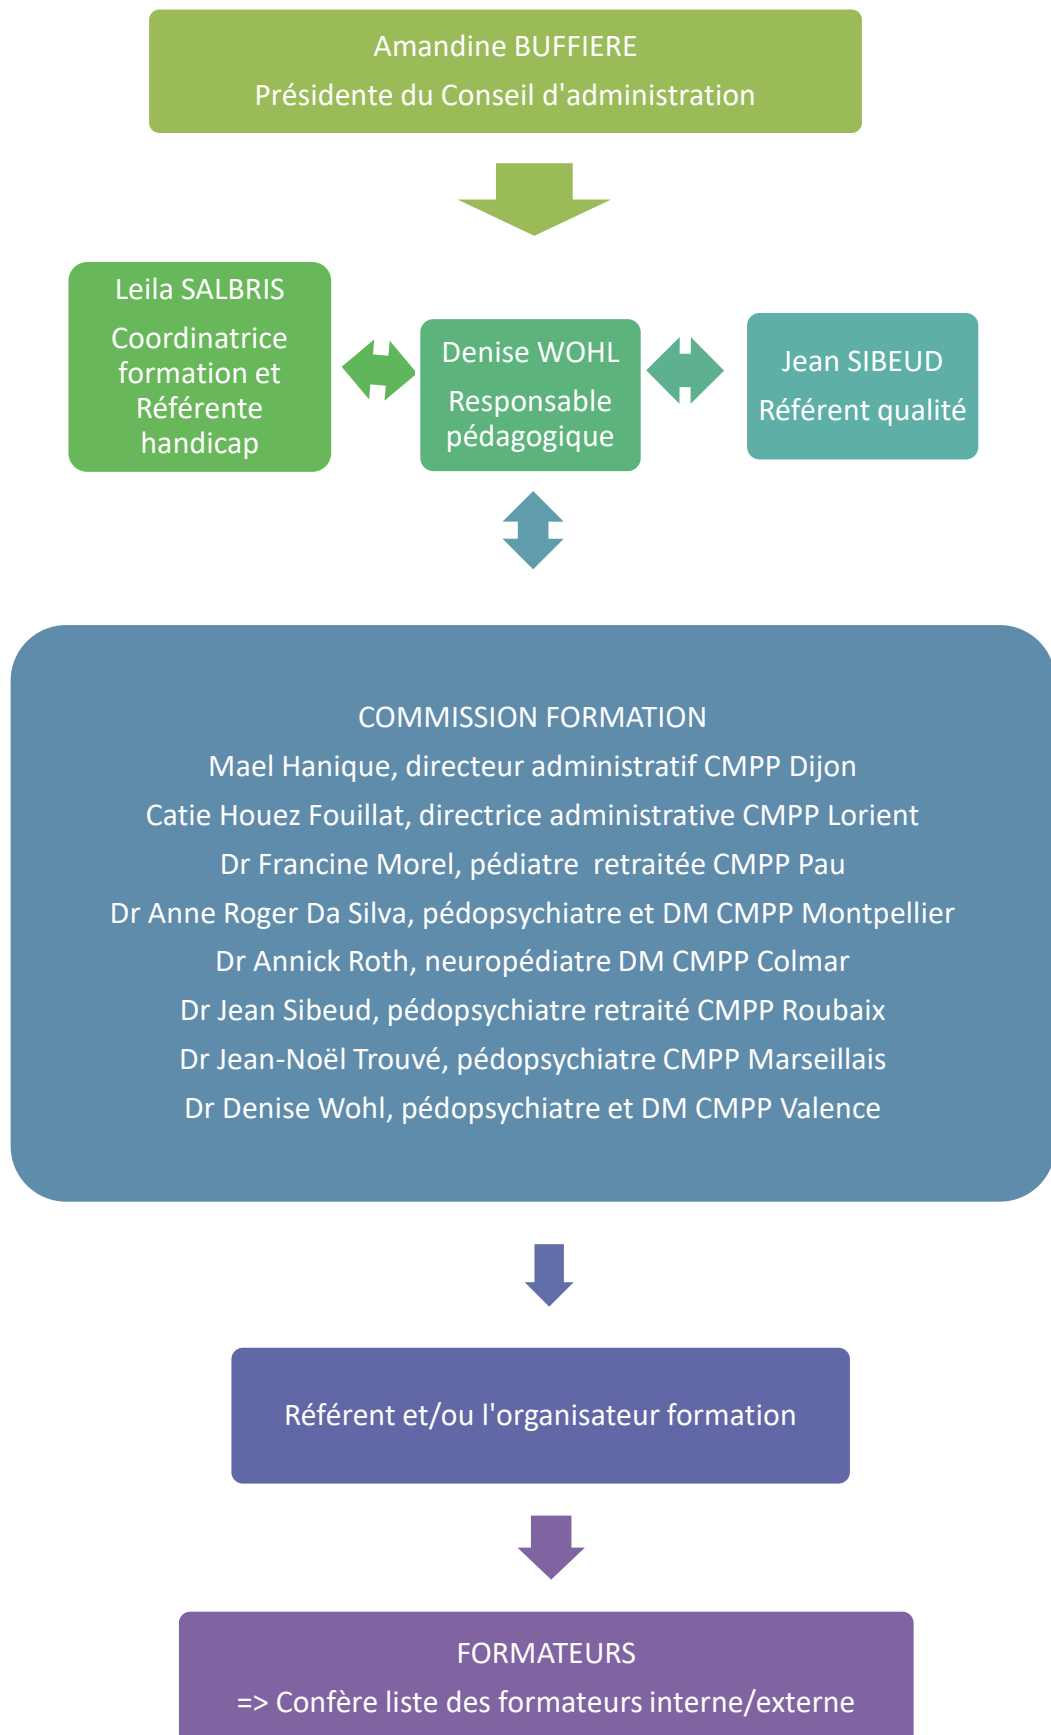 Amandine BUFFIERE
Présidente du Conseil d'administration
Leila SALBRIS
Coordinatrice
formation et
Référente
handicap
Denise WOHL
Responsable
pédagogique
Jean SIBEUD
Référent qualité
COMMISSION FORMATION
Mael Hanique, directeur administratif CMPP Dijon
Catie Houez Fouillat, directrice administrative CMPP Lorient
Dr Francine Morel, pédiatre  retraitée CMPP Pau
Dr Anne Roger Da Silva, pédopsychiatre et DM CMPP Montpellier
Dr Annick Roth, neuropédiatre DM CMPP Colmar
Dr Jean Sibeud, pédopsychiatre retraité CMPP Roubaix
Dr Jean-Noël Trouvé, pédopsychiatre CMPP Marseillais
Dr Denise Wohl, pédopsychiatre et DM CMPP Valence
Référent et/ou l'organisateur formation
FORMATEURS
=> Confère liste des formateurs interne/externe